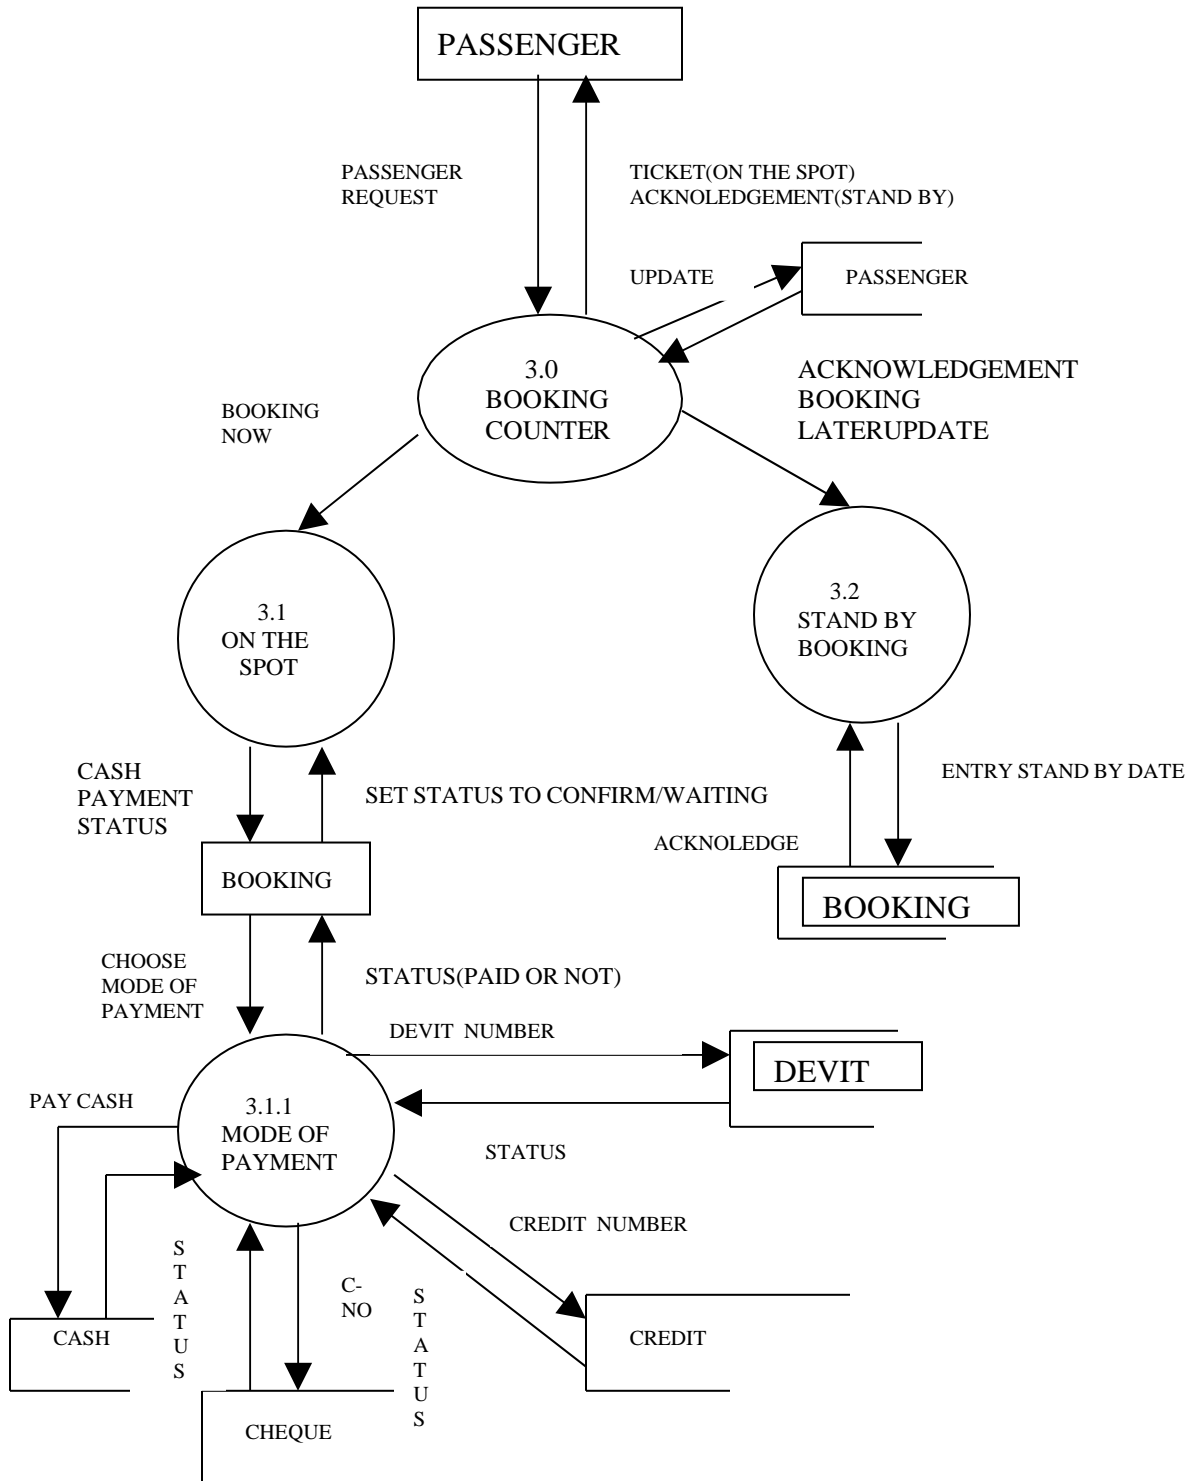 PASSENGER
PASSENGER
REQUEST
TICKET(ON THE SPOT)
ACKNOLEDGEMENT(STAND BY)
UPDATE
PASSENGER
3.0
BOOKING
COUNTER
ACKNOWLEDGEMENT
BOOKING
LATERUPDATE
BOOKING
NOW
3.1
ON THE
SPOT
3.2
STAND BY
BOOKING
CASH
PAYMENT
STATUS
SET STATUS TO CONFIRM/WAITING
ENTRY STAND BY DATE
ACKNOLEDGE
BOOKING
BOOKING
CHOOSE
MODE OF
PAYMENT
STATUS(PAID OR NOT)
DEVIT NUMBER
DEVIT
PAY CASH
3.1.1
MODE OF
PAYMENT
STATUS
CREDIT NUMBER
S
T
A
T
U
S
C-
NO
S
T
A
T
U
S
CASH
CREDIT
CHEQUE